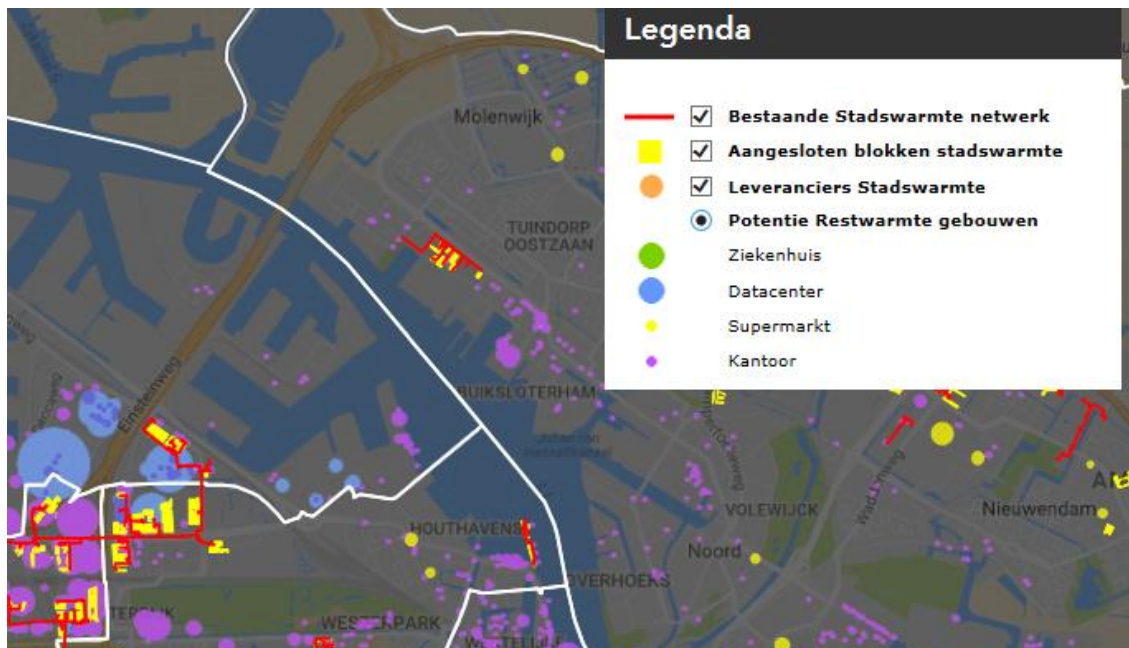 Legenda
Bestaande Stadswarmte netwerk
Aangesloten blokken stadswarmte
Leveranciers Stadswarmte
Potentie Restwarmte gebouwen
Ziekenhuis
Datacenter
Supermarkt
Kantoor
Molenwijk
TUINDORP
OOSTZAAN
Einsteinweg
BUIKSLOTERHAM
VOLEWIJCK
Nieuwendam
HOUTHAVENS
Noord
OVERHOEKS
WESTERPARK